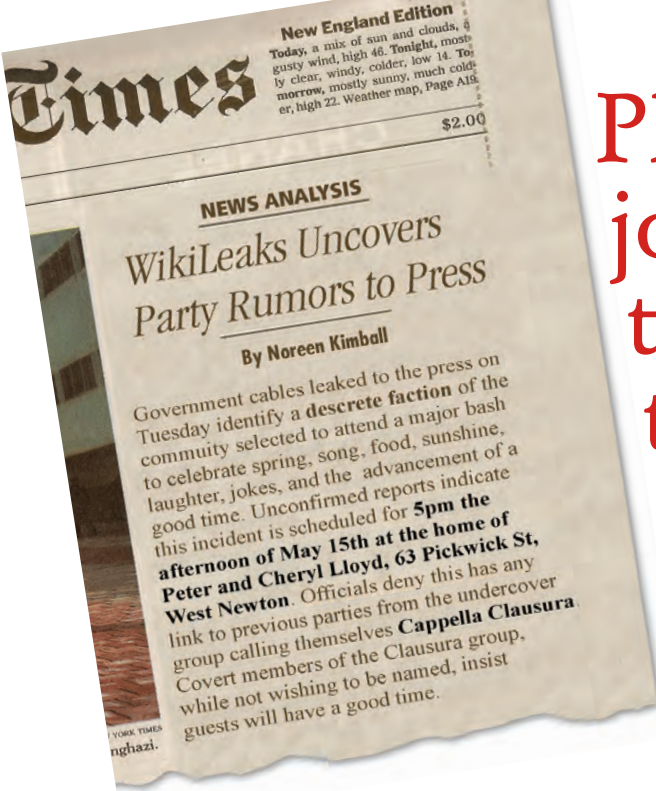 New England Edition
Today, a mix of sun and clouds, a
gusty wind, high 46. Tonight, most-
ly clear, windy, colder, low 14. To-
morrow, mostly sunny, much cold-
er, high 22. Weather map, Page A19.
Times
$2.00
NEWS ANALYSIS
WikiLeaks Uncovers
Party Rumors to Press
By Noreen Kimball
Government cables leaked to the press on
Tuesday identify a descrete faction of the
commuity selected to attend a major bash
to celebrate spring, song, food, sunshine,
laughter, jokes, and the advancement of a
good time. Unconfirmed reports indicate
this incident is scheduled for 5pm the
afternoon of May 15th at the home of
Peter and Cheryl Lloyd, 63 Pickwick St,
West Newton. Officials deny this has any
link to previous parties from the undercover
group calling themselves Cappella Clausura.
Covert members of the Clausura group,
while not wishing to be named, insist
guests will have a good time.
YORK TIMES
nghazi.